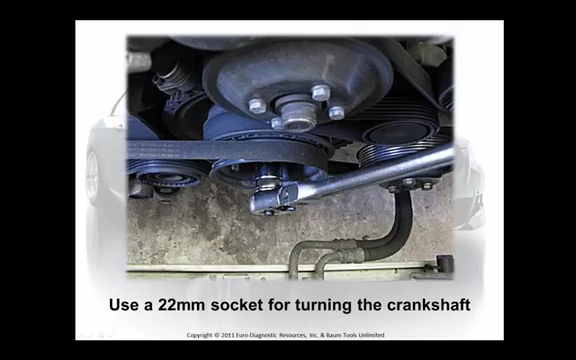 Use a 22mm socket for turning the crankshaft
Copyright © 2011 Euro-Diagnostic Resources, Inc. & Baum Tools Unlimited